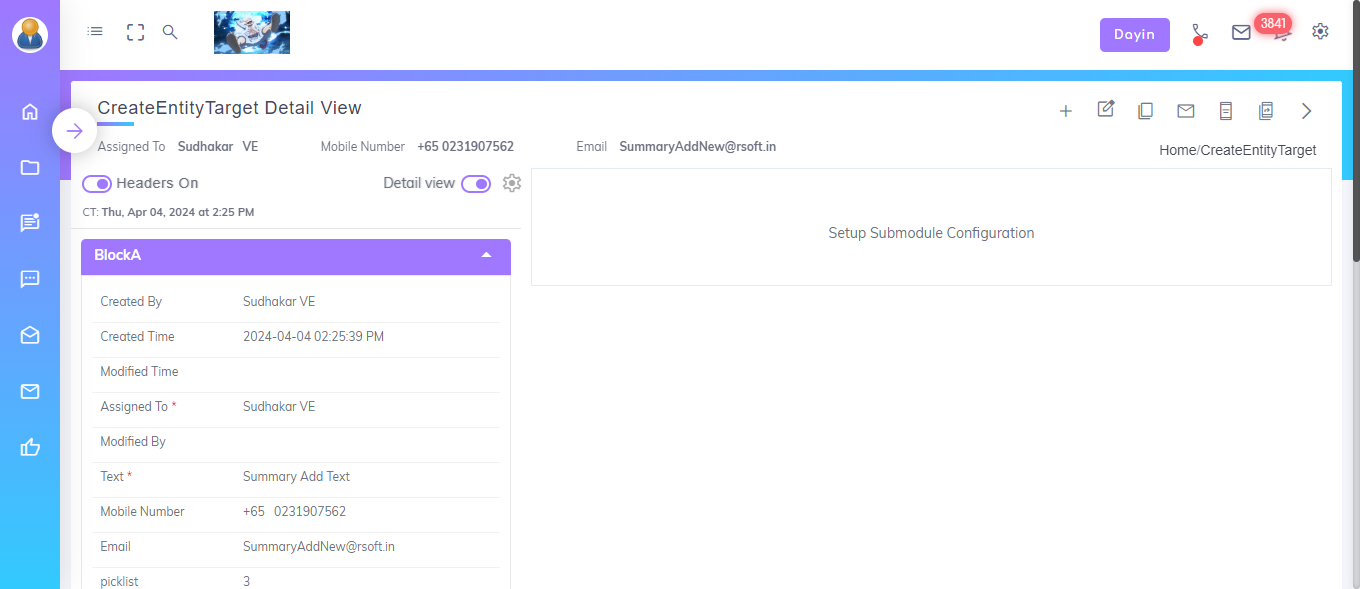 Dayin
3841
CreateEntityTarget Detail View
Assigned To Sudhakar VE Mobile Number +65 0231907562 Email SummaryAddNew@rsoft.in
Home/CreateEntityTarget
Headers On Detail view
CT: Thu, Apr 04, 2024 at 2:25 PM
Setup Submodule Configuration
BlockA
Created By Sudhakar VE
Created Time 2024-04-04 02:25:39 PM
Modified Time
Assigned To * Sudhakar VE
Modified By
Text * Summary Add Text
Mobile Number +65 0231907562
Email SummaryAddNew@rsoft.in
picklist 3